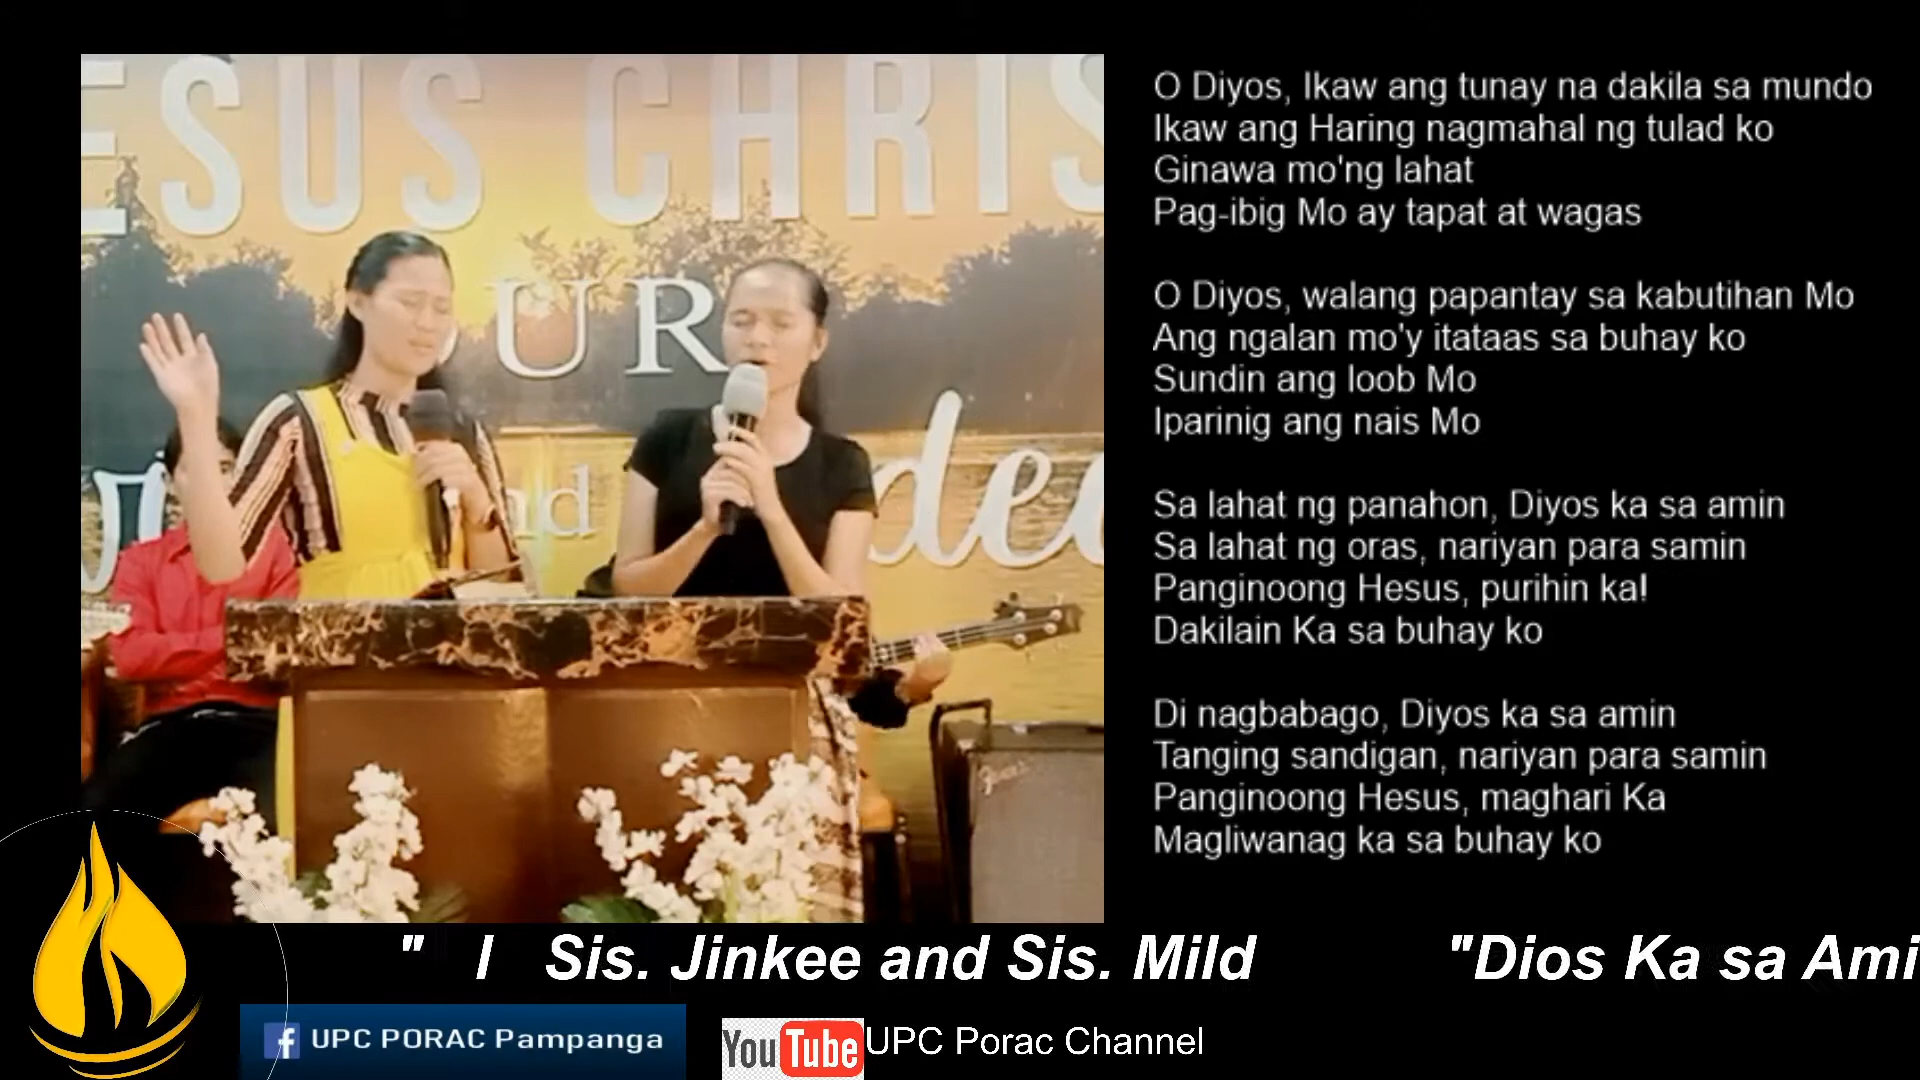 ESUS CHRIS
OUR
nd
dee
O Diyos, Ikaw ang tunay na dakila sa mundo
Ikaw ang Haring nagmahal ng tulad ko
Ginawa mo'ng lahat
Pag-ibig Mo ay tapat at wagas
O Diyos, walang papantay sa kabutihan Mo
Ang ngalan mo'y itataas sa buhay ko
Sundin ang loob Mo
Iparinig ang nais Mo
Sa lahat ng panahon, Diyos ka sa amin
Sa lahat ng oras, nariyan para samin
Panginoong Hesus, purihin ka!
Dakilain Ka sa buhay ko
Di nagbabago, Diyos ka sa amin
Tanging sandigan, nariyan para samin
Panginoong Hesus, maghari Ka
Magliwanag ka sa buhay ko
" I Sis. Jinkee and Sis. Mild "Dios Ka sa Ami
f UPC PORAC Pampanga
YouTube UPC Porac Channel